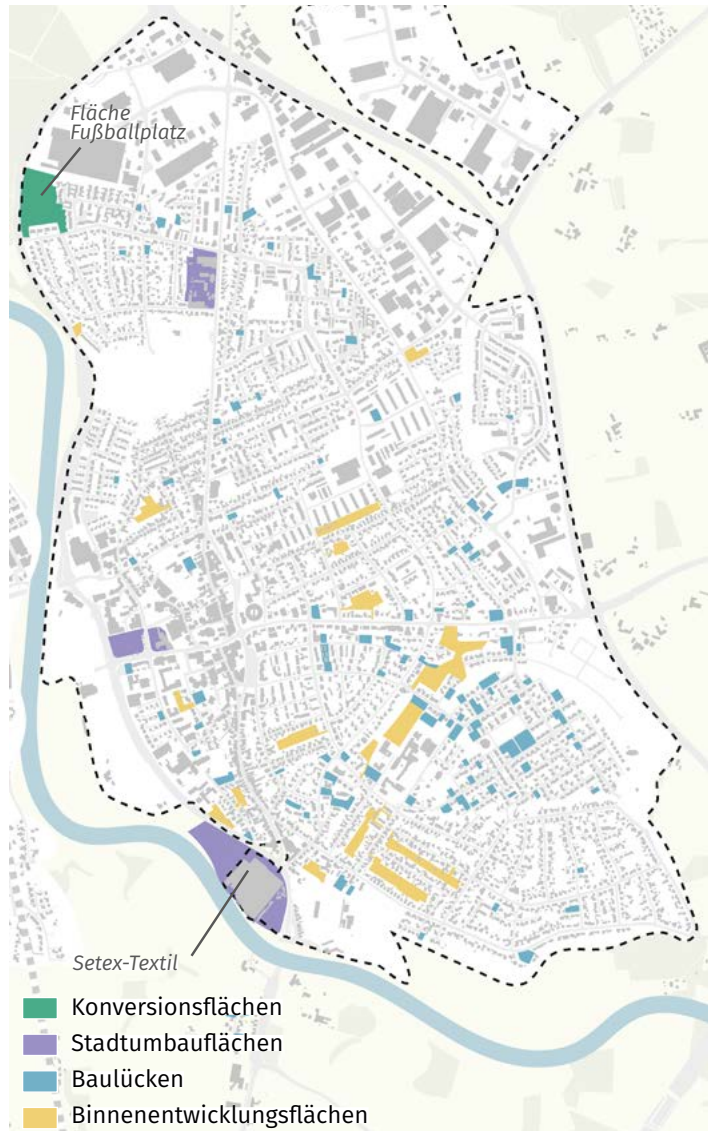 Fläche
Fußballplatz
Setex-Textil
Konversionsflächen
Stadtumbauflächen
Baulücken
Binnenentwicklungsflächen